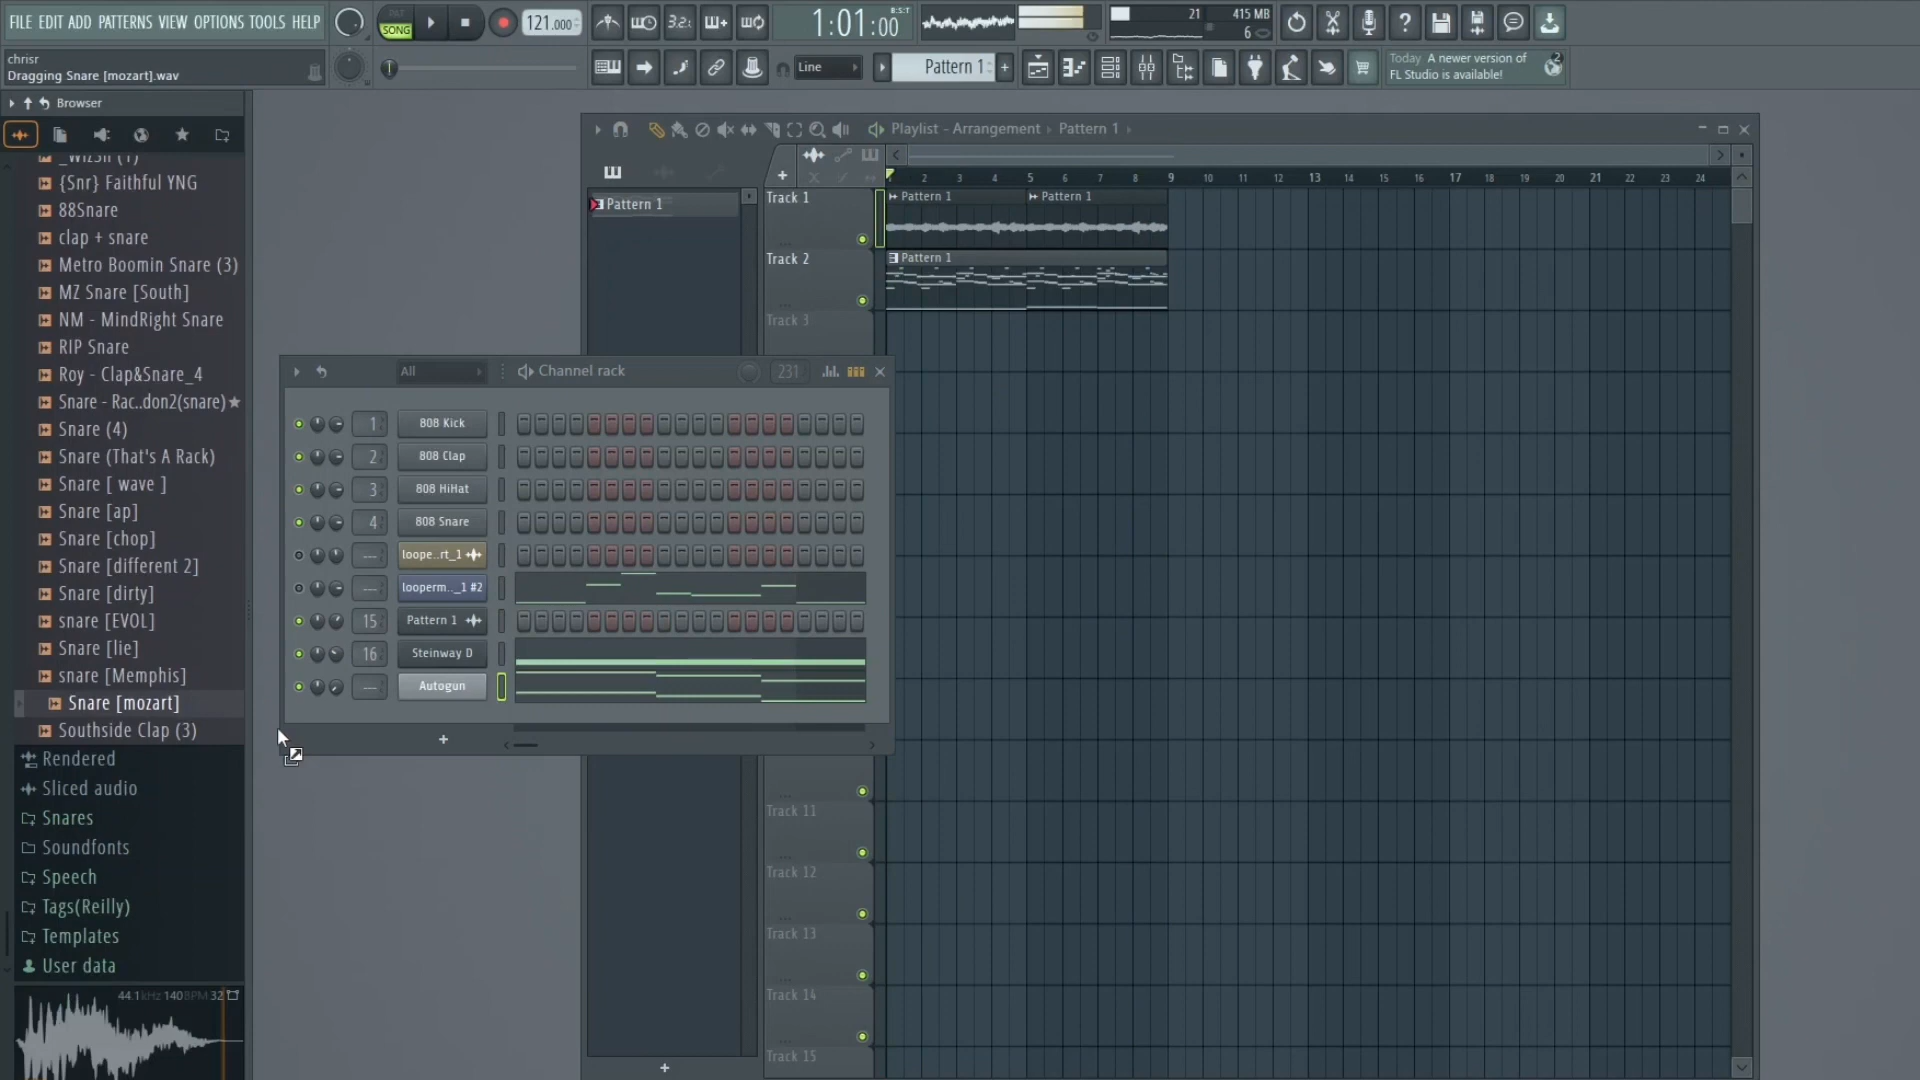 FILE EDIT ADD PATTERNS VIEW OPTIONS TOOLS HELP
PAT
SONG
121.000
3.2:
1:01:00
B:S:T
21
415 MB
6
chrisr
Dragging Snare [mozart].wav
Line
Pattern 1
+
Today A newer version of
FL Studio is available!
2
Browser
_WizSn (1)
{Snr} Faithful YNG
88Snare
clap + snare
Metro Boomin Snare (3)
MZ Snare [South]
NM - MindRight Snare
RIP Snare
Roy - Clap&Snare_4
Snare - Rac..don2(snare)
Snare (4)
Snare (That's A Rack)
Snare [ wave ]
Snare [ap]
Snare [chop]
Snare [different 2]
Snare [dirty]
snare [EVOL]
Snare [lie]
snare [Memphis]
Snare [mozart]
Southside Clap (3)
Rendered
Sliced audio
Snares
Soundfonts
Speech
Tags(Reilly)
Templates
User data
44.1kHz 140BPM 32
Playlist - Arrangement › Pattern 1 ›
Pattern 1
2 3 4 5 6 7 8 9 10 11 12 13 14 15 16 17 18 19 20 21 22 23 24
Track 1
Pattern 1
Pattern 1
Track 2
Pattern 1
Track 3
All
Channel rack
231
1
808 Kick
2
808 Clap
3
808 HiHat
4
808 Snare
---
loope..rt_1
---
looperm.._1 #2
15
Pattern 1
16
Steinway D
---
Autogun
+
Track 11
Track 12
Track 13
Track 14
Track 15
+